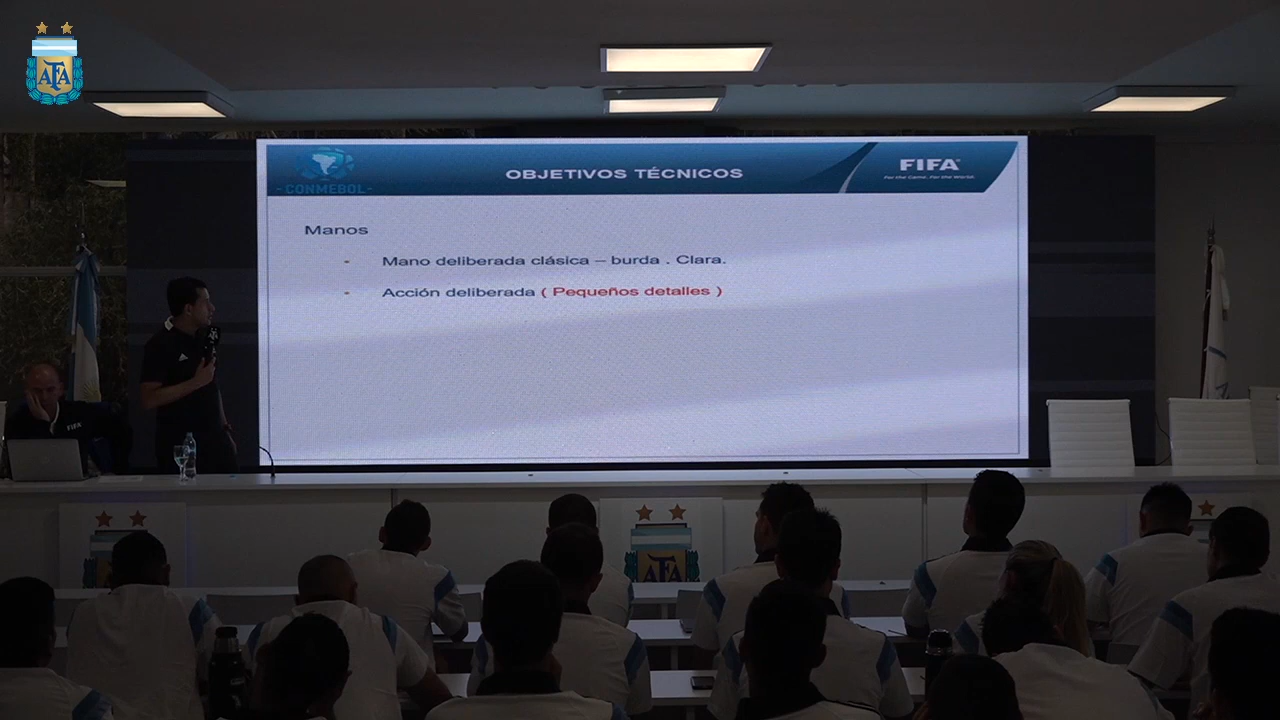 AFA
OBJETIVOS TÉCNICOS
FIFA
For the Game. For the World.
- CONMEBOL -
Manos
Mano deliberada clásica – burda . Clara.
Acción deliberada ( Pequeños detalles )
FIFA
AFA